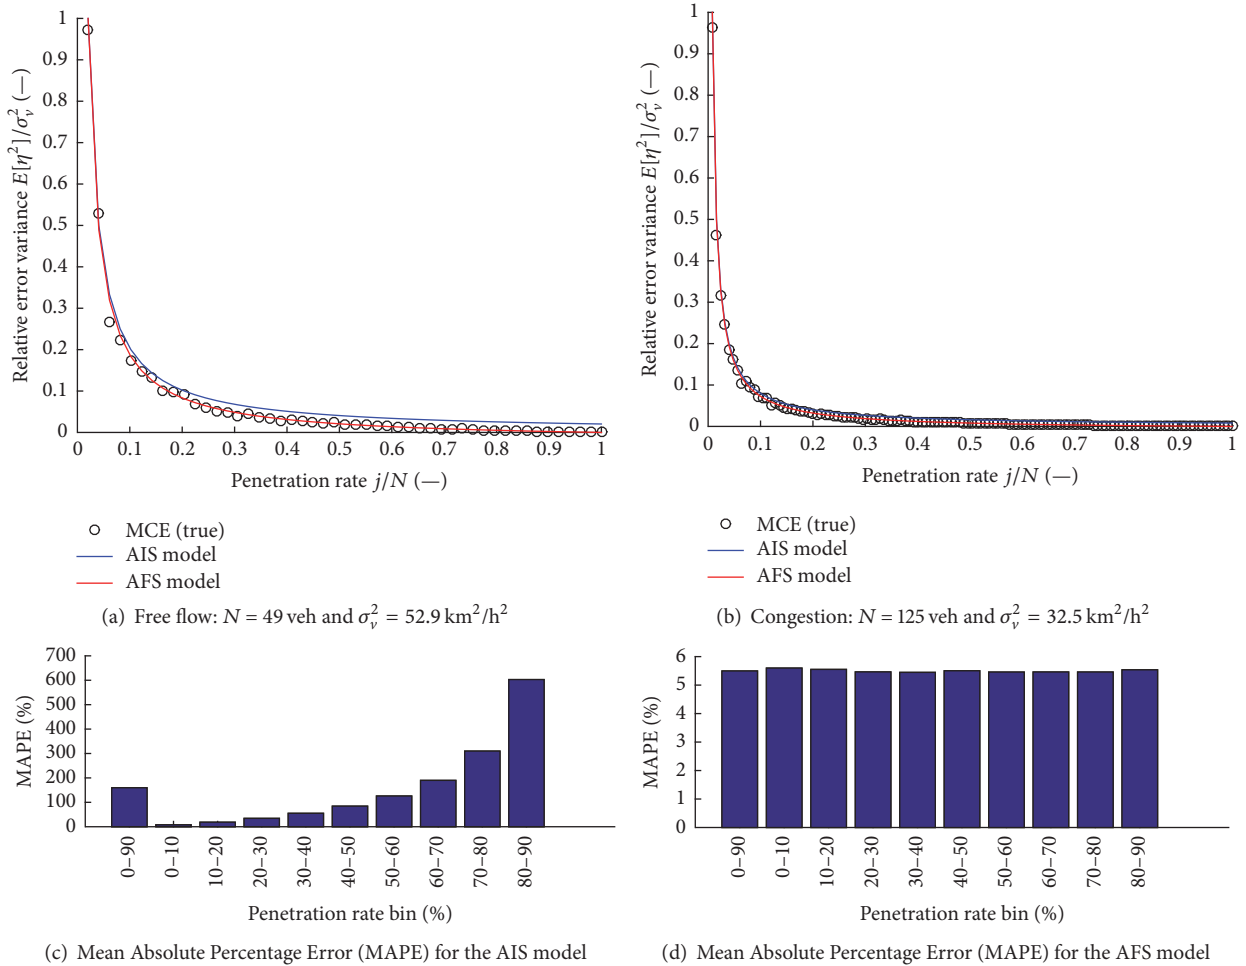 1
0.9
0.8
0.7
0.6
0.5
0.4
0.3
0.2
0.1
0
Relative error variance E[η²]/σ²ᵥ (—)
0 0.1 0.2 0.3 0.4 0.5 0.6 0.7 0.8 0.9 1
Penetration rate j/N (—)
MCE (true)
AIS model
AFS model
(a) Free flow: N = 49 veh and σ²ᵥ = 52.9 km²/h²
1
0.9
0.8
0.7
0.6
0.5
0.4
0.3
0.2
0.1
0
Relative error variance E[η²]/σ²ᵥ (—)
0 0.1 0.2 0.3 0.4 0.5 0.6 0.7 0.8 0.9 1
Penetration rate j/N (—)
MCE (true)
AIS model
AFS model
(b) Congestion: N = 125 veh and σ²ᵥ = 32.5 km²/h²
700
600
500
400
300
200
100
0
MAPE (%)
0–90
0–10
10–20
20–30
30–40
40–50
50–60
60–70
70–80
80–90
Penetration rate bin (%)
(c) Mean Absolute Percentage Error (MAPE) for the AIS model
6
5
4
3
2
1
0
MAPE (%)
0–90
0–10
10–20
20–30
30–40
40–50
50–60
60–70
70–80
80–90
Penetration rate bin (%)
(d) Mean Absolute Percentage Error (MAPE) for the AFS model